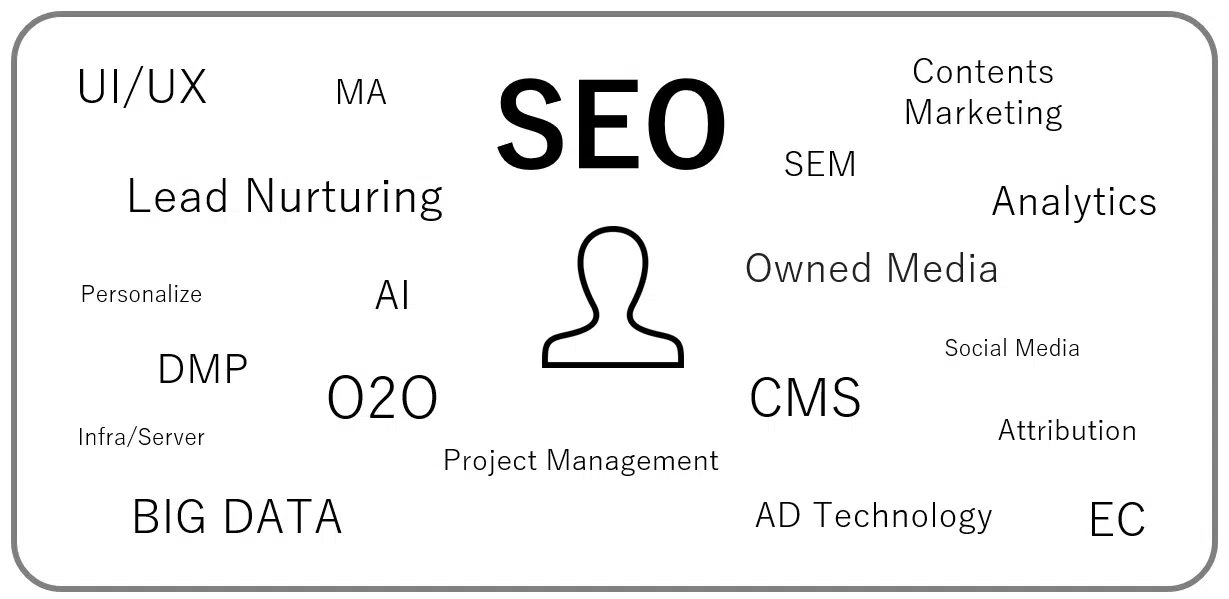 UI/UX
MA
SEO
Contents
Marketing
SEM
Lead Nurturing
Analytics
Owned Media
Personalize
AI
Social Media
DMP
O2O
CMS
Infra/Server
Attribution
Project Management
BIG DATA
AD Technology
EC